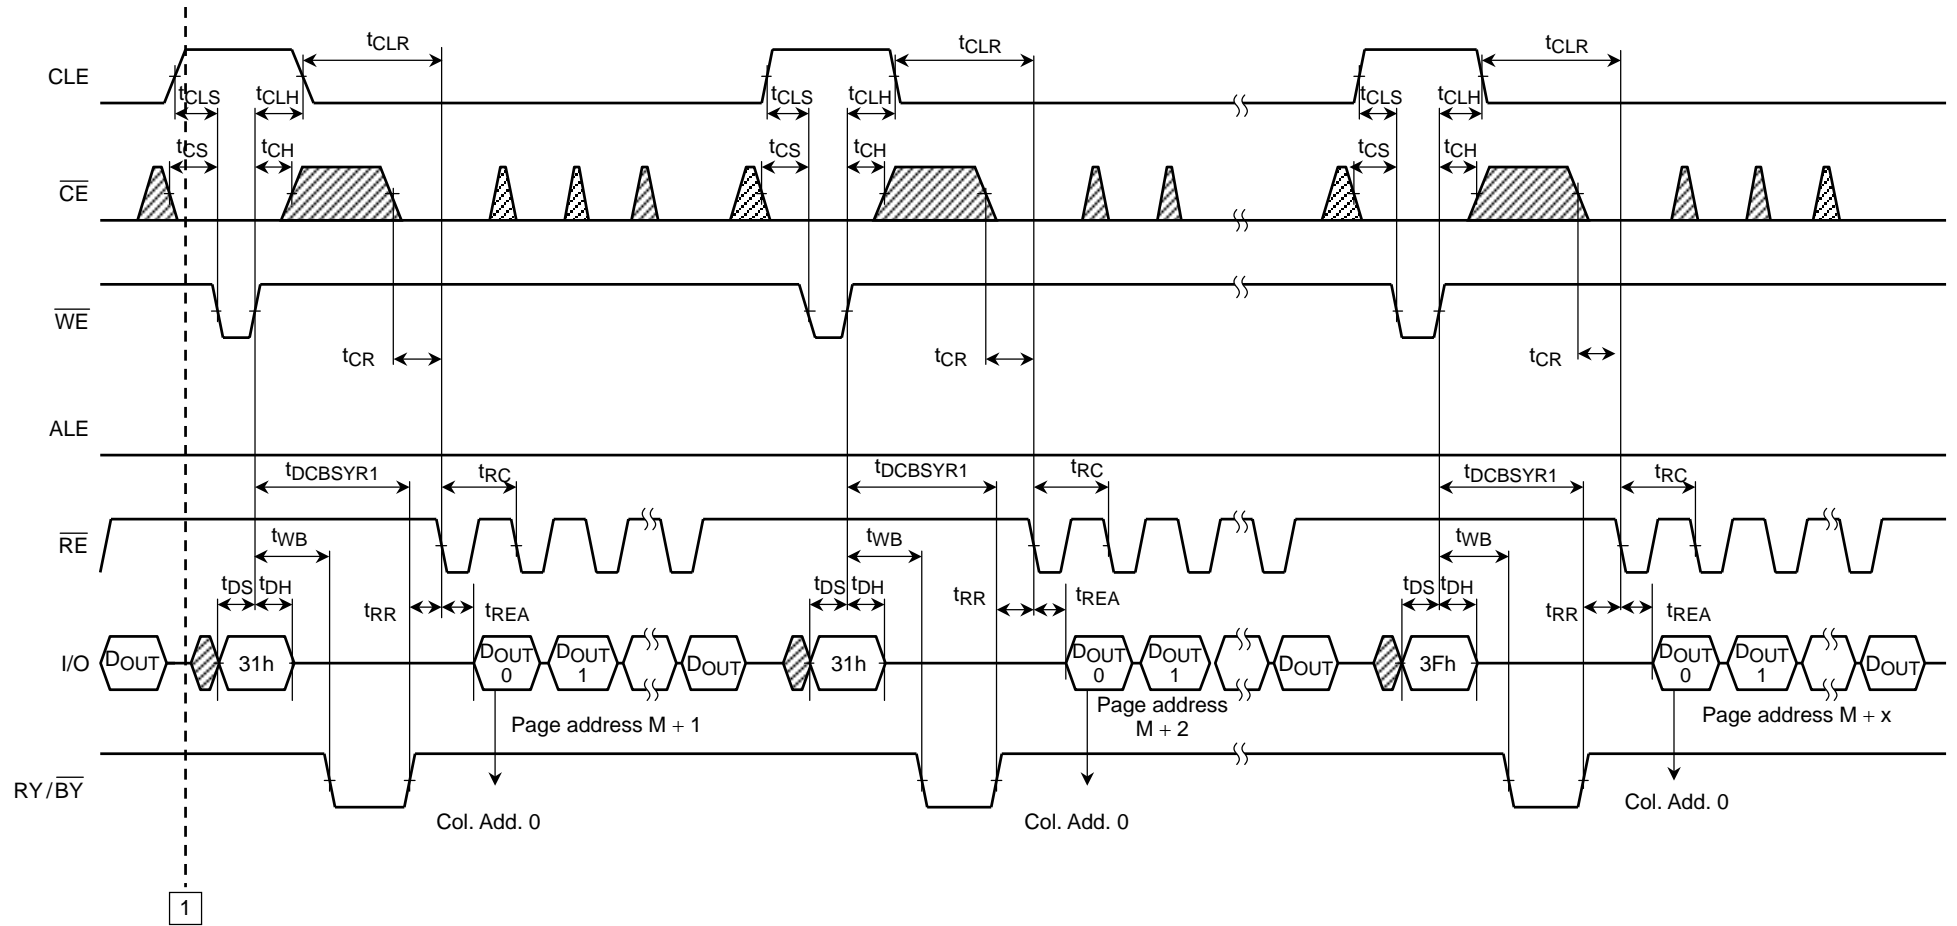 tCLR tCLR tCLR
CLE
tCLS tCLH tCLS tCLH tCLS tCLH
tCS tCH tCS tCH tCS tCH
CE
WE
tCR tCR tCR
ALE
tDCBSYR1 tRC tDCBSYR1 tRC tDCBSYR1 tRC
RE
tWB tWB tWB
tDS tDH tRR tREA tDS tDH tRR tREA tDS tDH tRR tREA
I/O DOUT 31h DOUT 0 DOUT 1 DOUT 31h DOUT 0 DOUT 1 DOUT 3Fh DOUT 0 DOUT 1 DOUT
Page address M + 1
Page address
M + 2
Page address M + x
RY/BY
Col. Add. 0 Col. Add. 0 Col. Add. 0
1